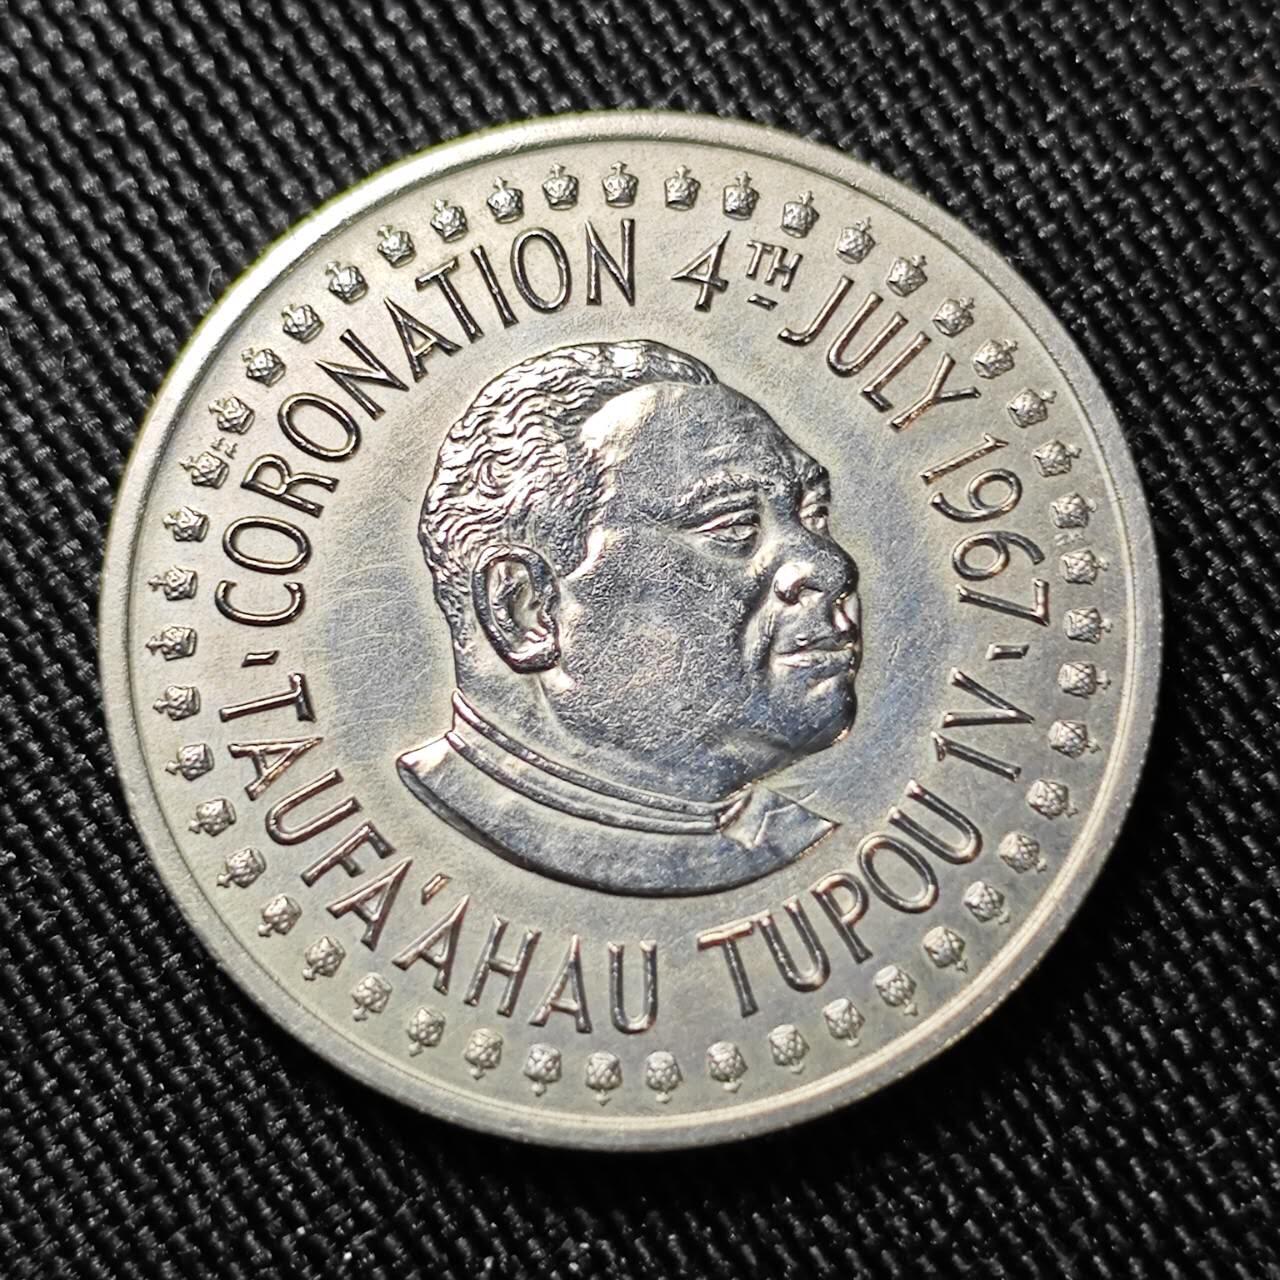 · CORONATION 4TH JULY 1967 ·
TAUFA'AHAU TUPOU IV